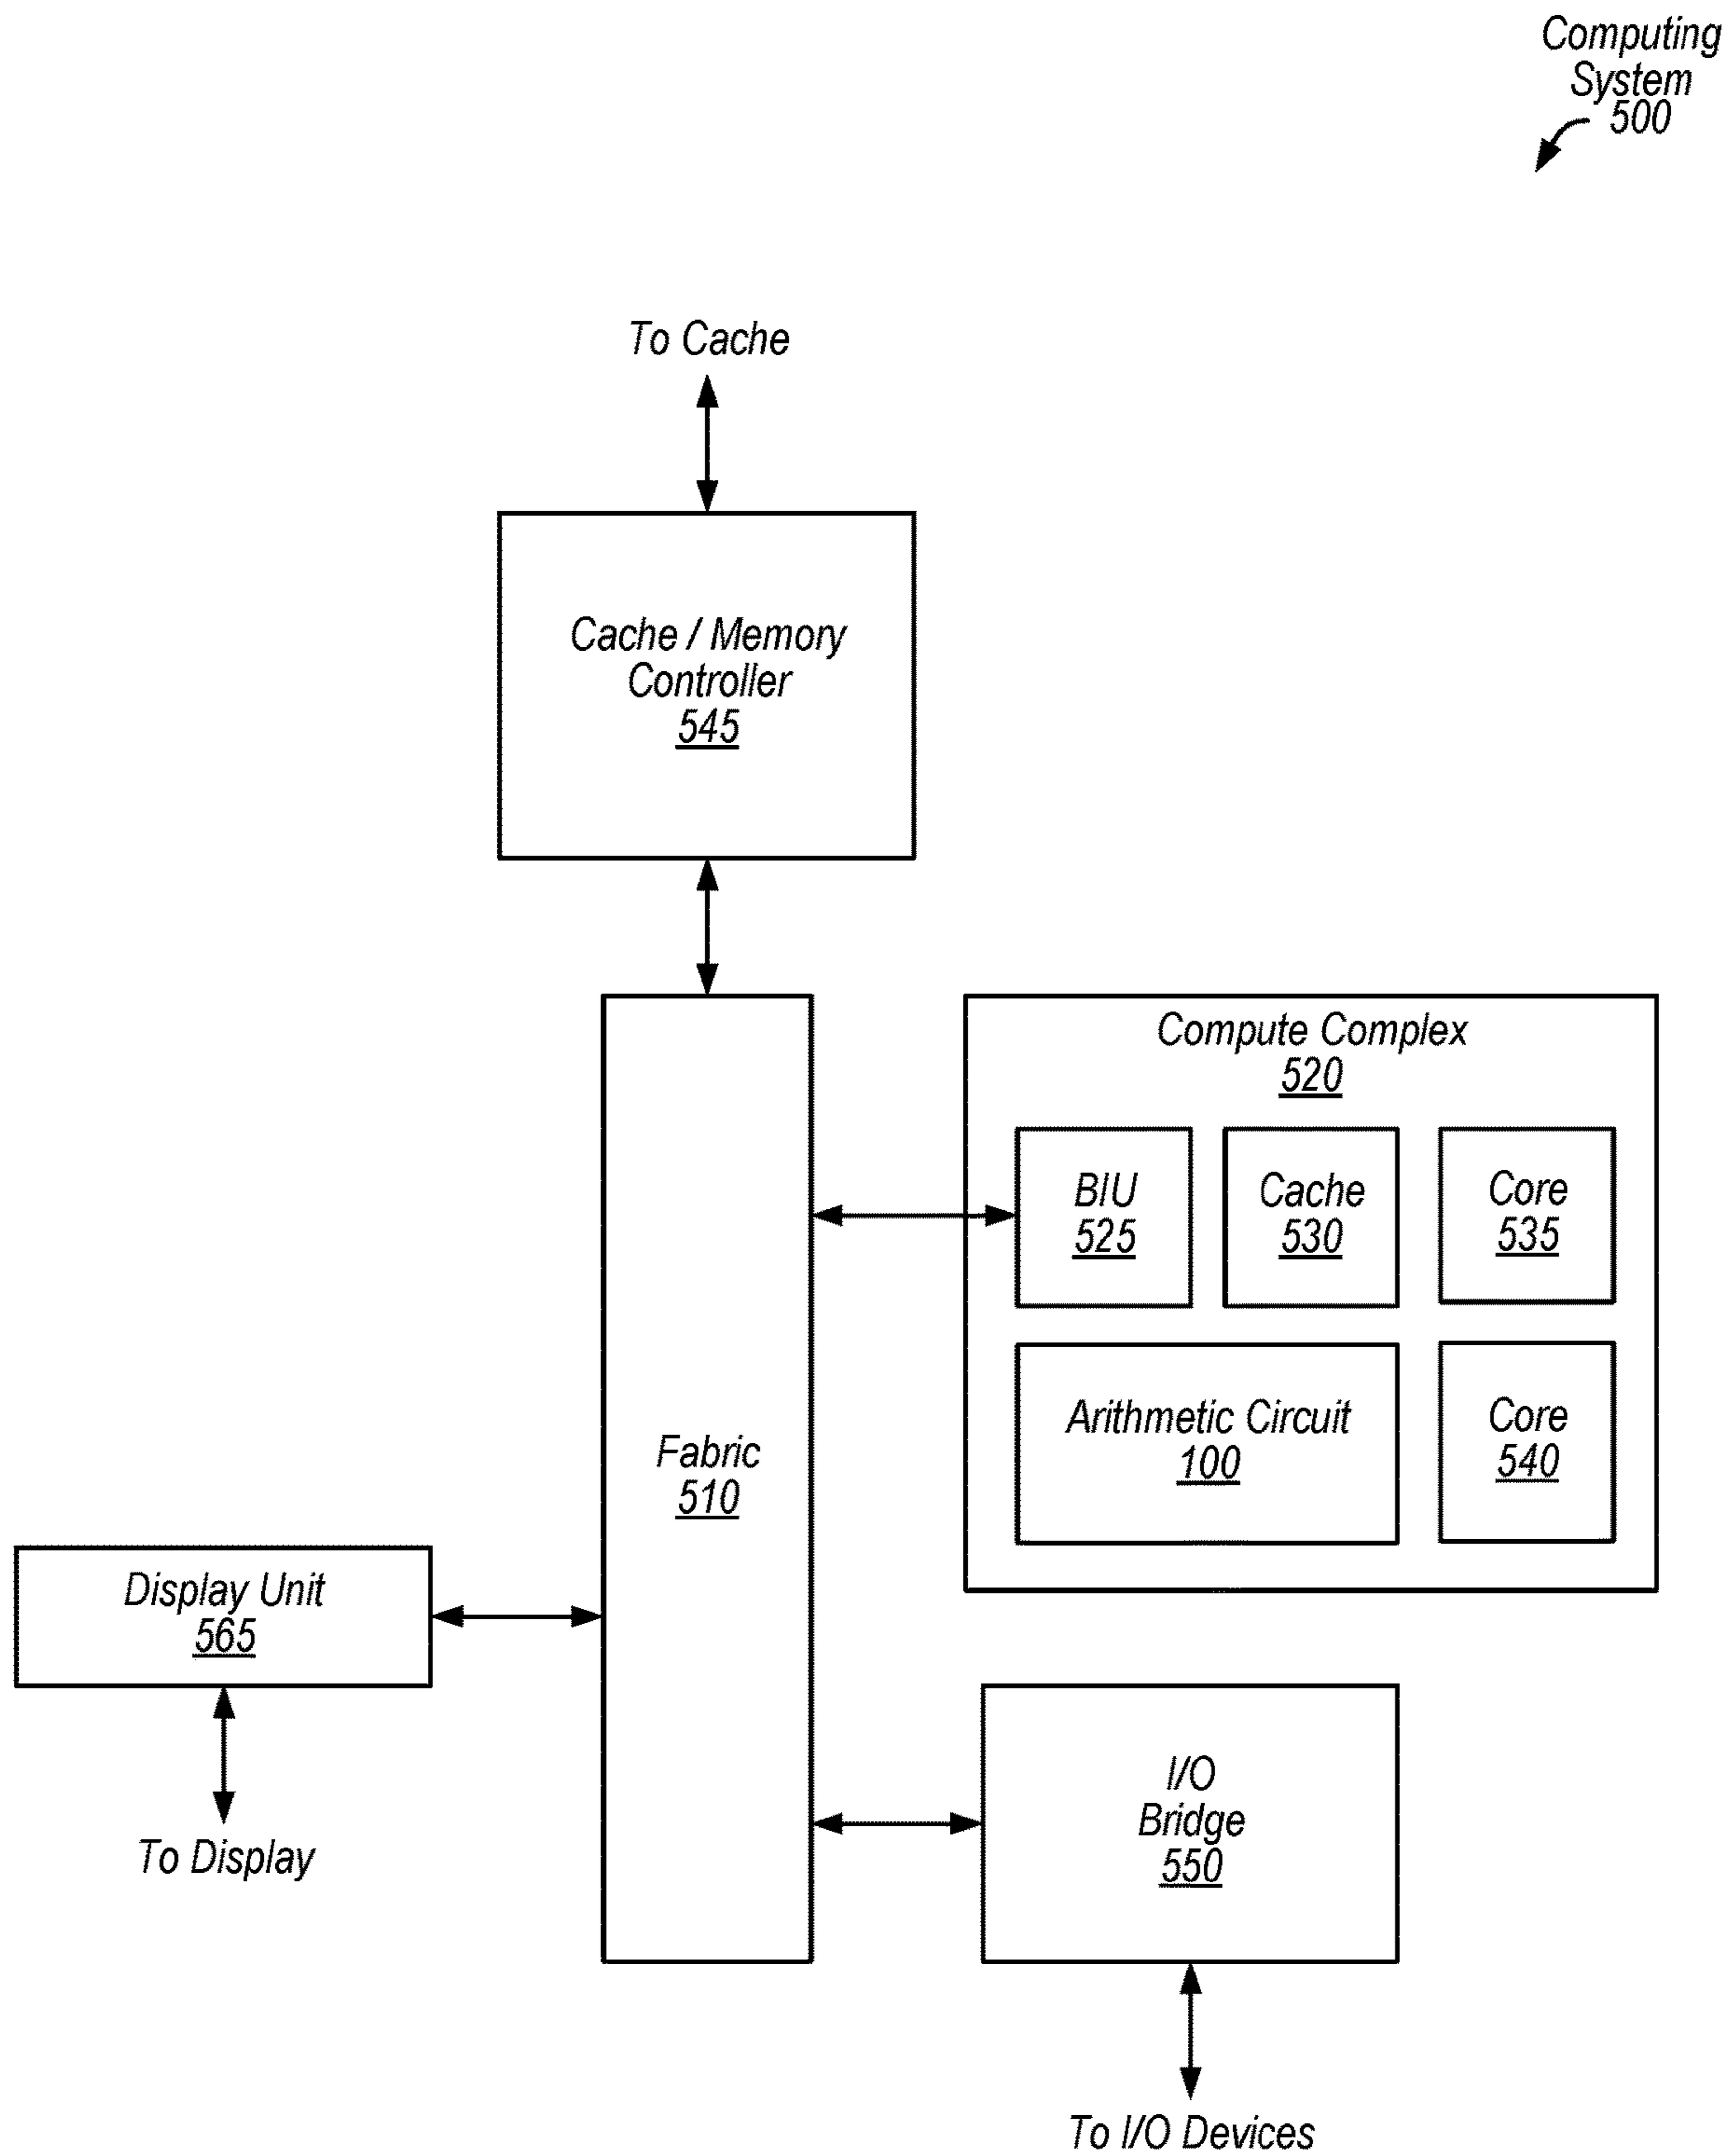 Computing
System
500
To Cache
Cache / Memory
Controller
545
Compute Complex
520
BIU
525
Cache
530
Core
535
Arithmetic Circuit
100
Core
540
Fabric
510
Display Unit
565
To Display
I/O
Bridge
550
To I/O Devices